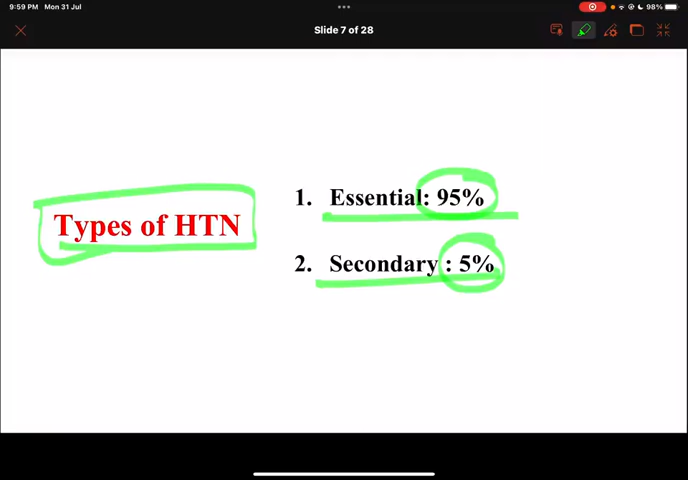 9:59 PM Mon 31 Jul
98%
Slide 7 of 28
Types of HTN
1. Essential: 95%
2. Secondary : 5%